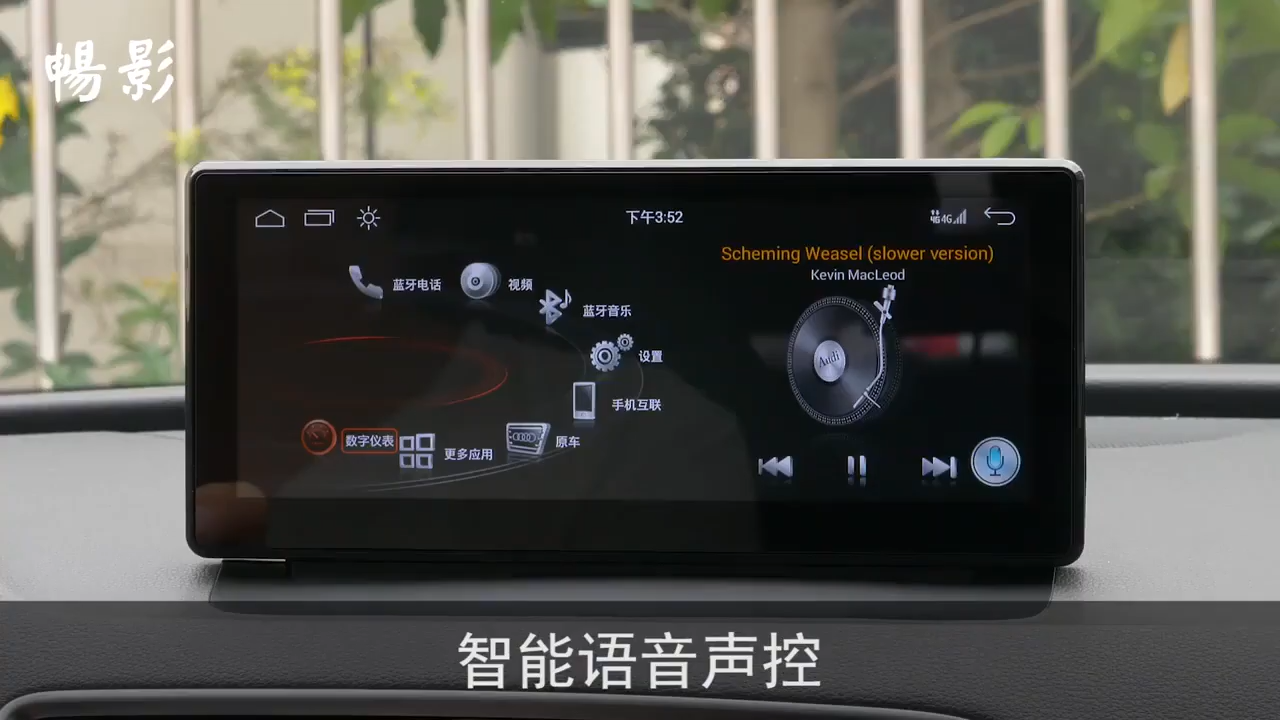 暢影
下午3:52
4G 4G
Scheming Weasel (slower version)
Kevin MacLeod
蓝牙电话
视频
蓝牙音乐
设置
Audi
手机互联
数字仪表
更多应用
原车
智能语音声控